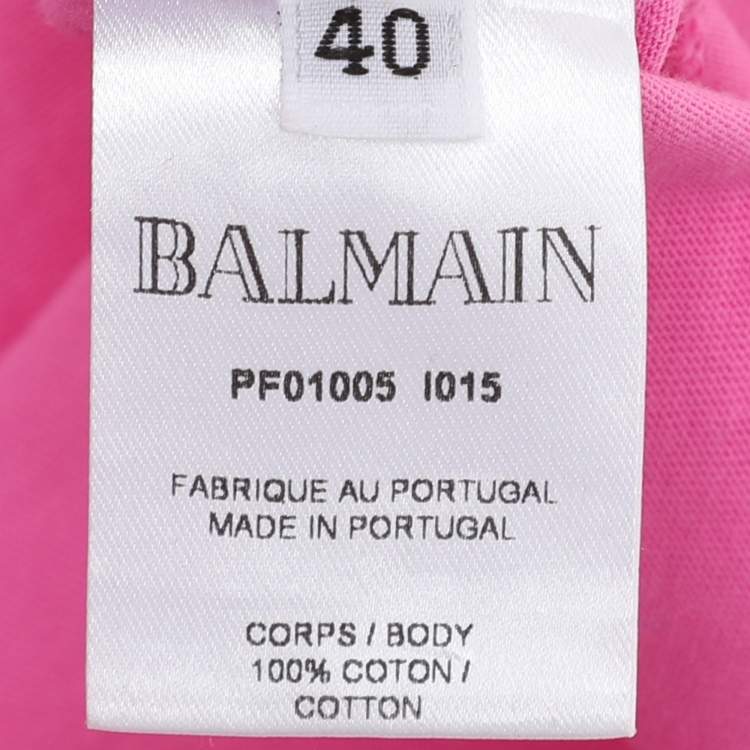 40
BALMAIN
PF01005 I015
FABRIQUE AU PORTUGAL
MADE IN PORTUGAL
CORPS / BODY
100% COTON /
COTTON